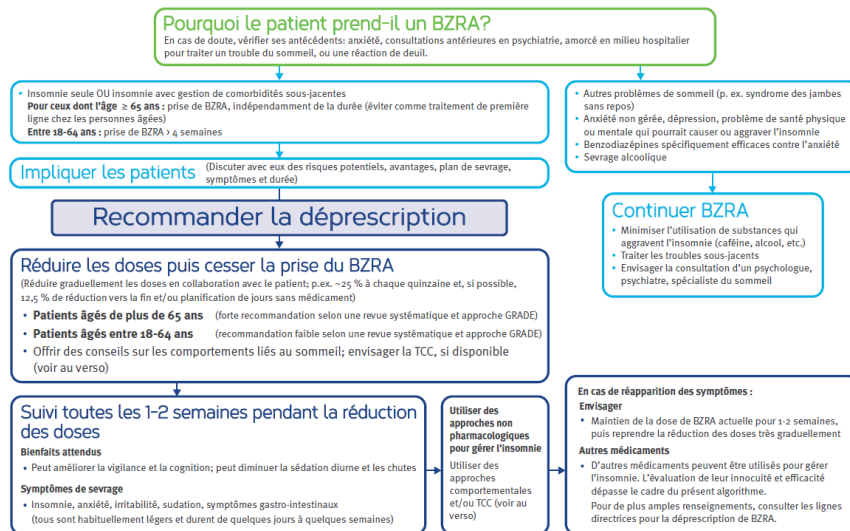 Pourquoi le patient prend-il un BZRA?
En cas de doute, vérifier ses antécédents: anxiété, consultations antérieures en psychiatrie, amorcé en milieu hospitalier
pour traiter un trouble du sommeil, ou une réaction de deuil.
• Insomnie seule OU insomnie avec gestion de comorbidités sous-jacentes
Pour ceux dont l'âge ≥ 65 ans : prise de BZRA, indépendamment de la durée (éviter comme traitement de première
ligne chez les personnes âgées)
Entre 18-64 ans : prise de BZRA > 4 semaines
• Autres problèmes de sommeil (p. ex. syndrome des jambes
sans repos)
• Anxiété non gérée, dépression, problème de santé physique
ou mentale qui pourrait causer ou aggraver l'insomnie
• Benzodiazépines spécifiquement efficaces contre l'anxiété
• Sevrage alcoolique
Impliquer les patients (Discuter avec eux des risques potentiels, avantages, plan de sevrage,
symptômes et durée)
Recommander la déprescription
Continuer BZRA
• Minimiser l'utilisation de substances qui
aggravent l'insomnie (caféine, alcool, etc.)
• Traiter les troubles sous-jacents
• Envisager la consultation d'un psychologue,
psychiatre, spécialiste du sommeil
Réduire les doses puis cesser la prise du BZRA
(Réduire graduellement les doses en collaboration avec le patient; p.ex. ~25 % à chaque quinzaine et, si possible,
12,5 % de réduction vers la fin et/ou planification de jours sans médicament)
• Patients âgés de plus de 65 ans (forte recommandation selon une revue systématique et approche GRADE)
• Patients âgés entre 18-64 ans (recommandation faible selon une revue systématique et approche GRADE)
• Offrir des conseils sur les comportements liés au sommeil; envisager la TCC, si disponible
(voir au verso)
Suivi toutes les 1-2 semaines pendant la réduction
des doses
Bienfaits attendus
• Peut améliorer la vigilance et la cognition; peut diminuer la sédation diurne et les chutes
Symptômes de sevrage
• Insomnie, anxiété, irritabilité, sudation, symptômes gastro-intestinaux
(tous sont habituellement légers et durent de quelques jours à quelques semaines)
Utiliser des
approches non
pharmacologiques
pour gérer l'insomnie
Utiliser des
approches
comportementales
et/ou TCC (voir au
verso)
En cas de réapparition des symptômes :
Envisager
• Maintien de la dose de BZRA actuelle pour 1-2 semaines,
puis reprendre la réduction des doses très graduellement
Autres médicaments
• D'autres médicaments peuvent être utilisés pour gérer
l'insomnie. L'évaluation de leur innocuité et efficacité
dépasse le cadre du présent algorithme.
Pour de plus amples renseignements, consulter les lignes
directrices pour la déprescription de BZRA.